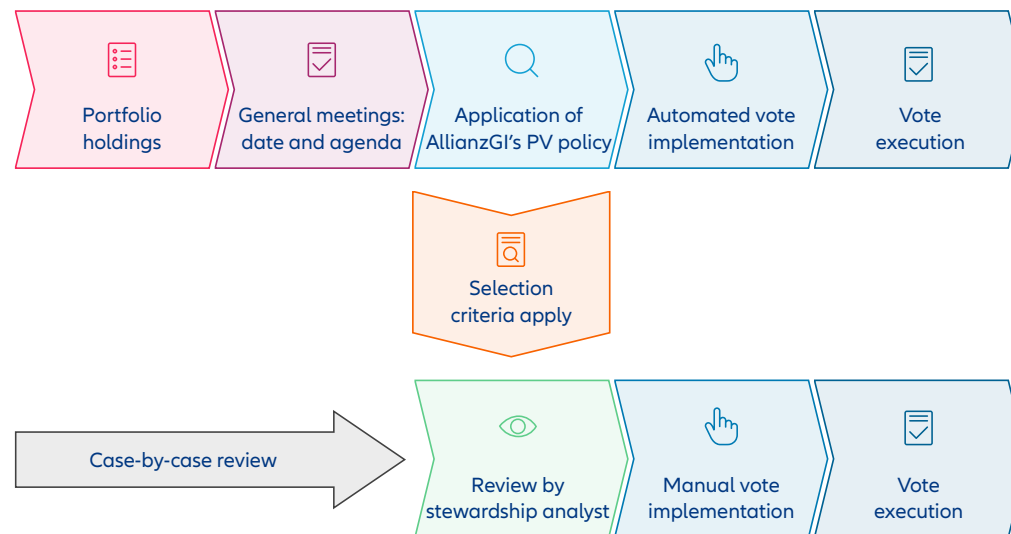 Portfolio
holdings
General meetings:
date and agenda
Application of
AllianzGI's PV policy
Automated vote
implementation
Vote
execution
Selection
criteria apply
Case-by-case review
Review by
stewardship analyst
Manual vote
implementation
Vote
execution